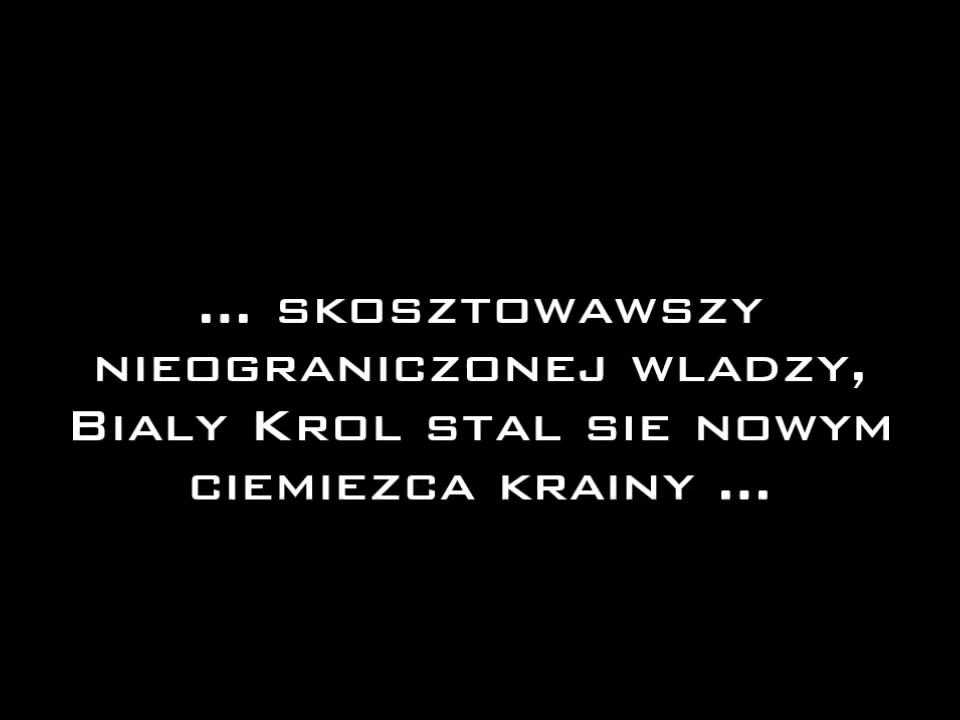 ... skosztowawszy
nieograniczonej wladzy,
Bialy Krol stal sie nowym
ciemiezca krainy ...